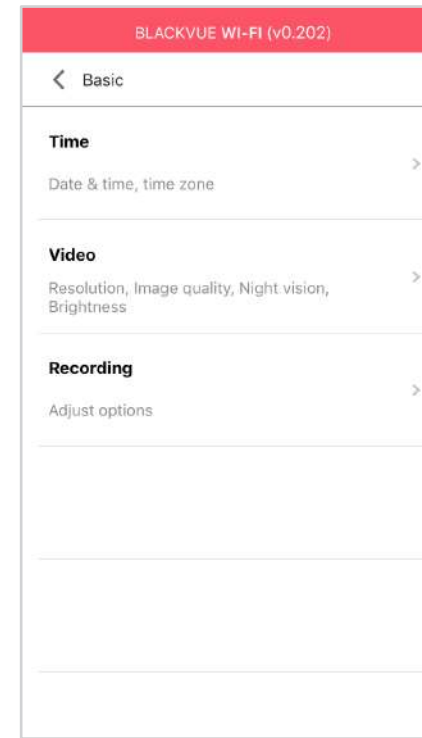 BLACKVUE WI-FI (v0.202)
Basic
Time
Date & time, time zone
Video
Resolution, Image quality, Night vision,
Brightness
Recording
Adjust options